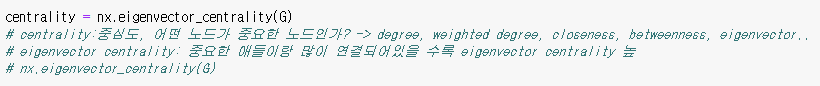 centrality = nx.eigenvector_centrality(G)
# centrality:중심도, 어떤 노드가 중요한 노드인가? -> degree, weighted degree, closeness, betweenness, eigenvector..
# eigenvector centrality: 중요한 애들이랑 많이 연결되어있을 수록 eigenvector centrality 높
# nx.eigenvector_centrality(G)